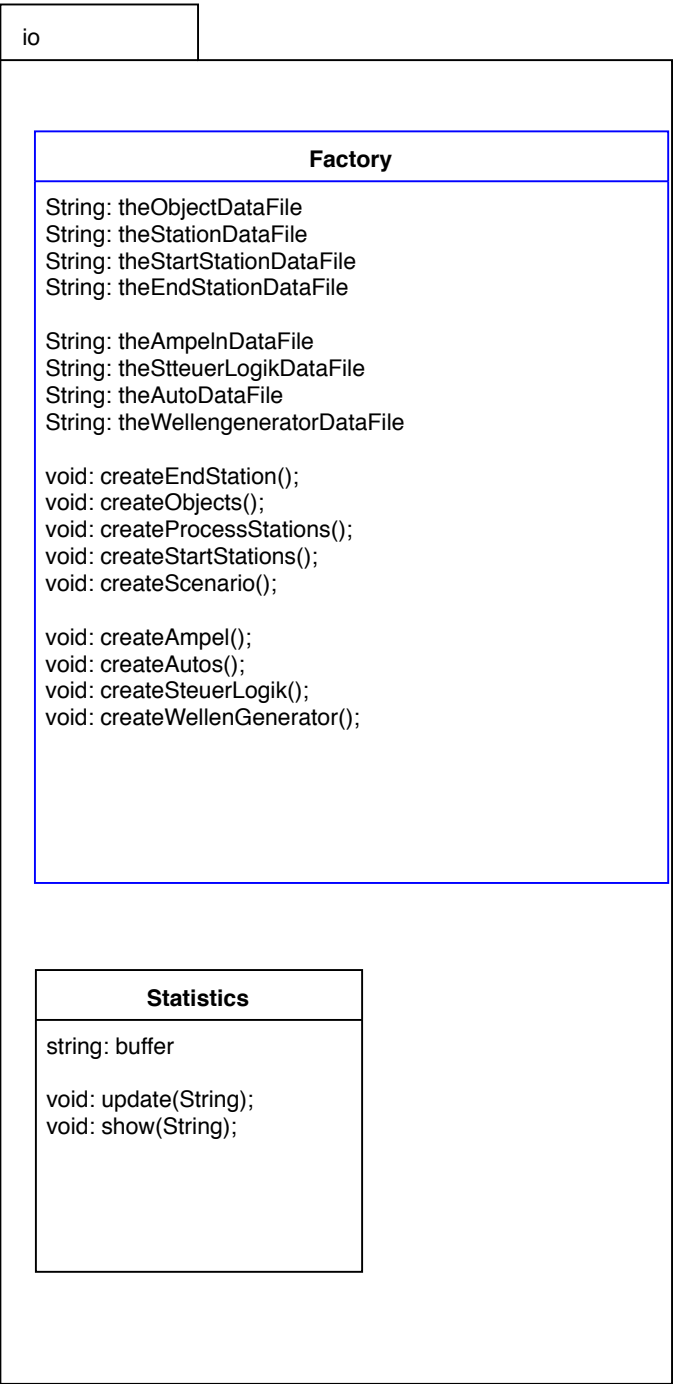 io
Factory
String: theObjectDataFile
String: theStationDataFile
String: theStartStationDataFile
String: theEndStationDataFile
String: theAmpelnDataFile
String: theStteuerLogikDataFile
String: theAutoDataFile
String: theWellengeneratorDataFile
void: createEndStation();
void: createObjects();
void: createProcessStations();
void: createStartStations();
void: createScenario();
void: createAmpel();
void: createAutos();
void: createSteuerLogik();
void: createWellenGenerator();
Statistics
string: buffer
void: update(String);
void: show(String);